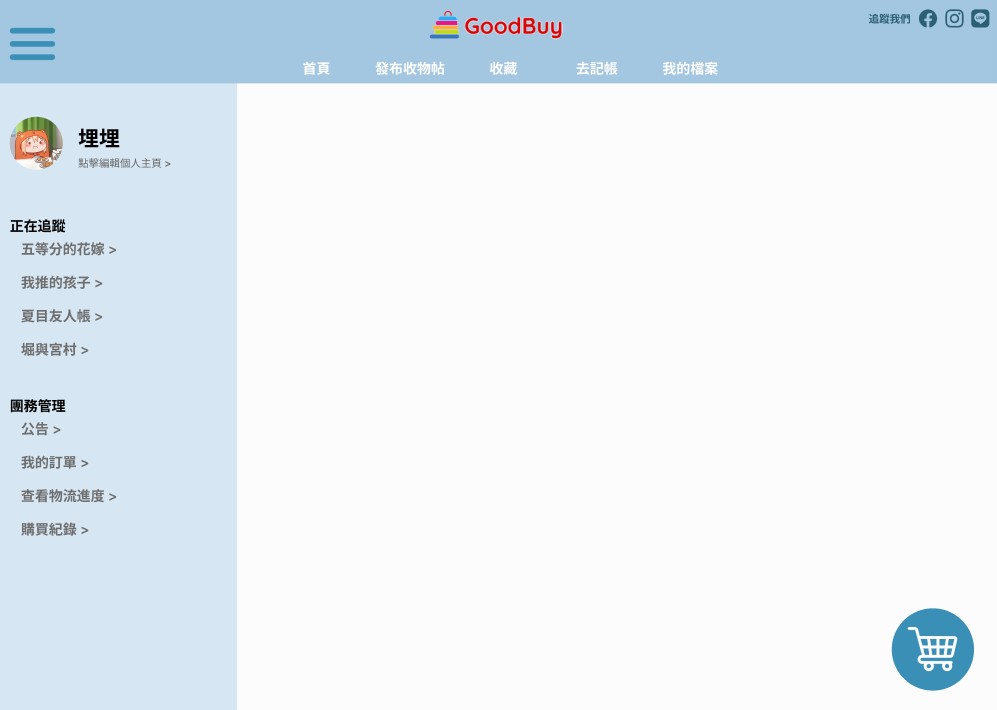 GoodBuy
追蹤我們
首頁
發布收物帖
收藏
去記帳
我的檔案
埋埋
點擊編輯個人主頁 >
正在追蹤
五等分的花嫁 >
我推的孩子 >
夏目友人帳 >
堀與宮村 >
團務管理
公告 >
我的訂單 >
查看物流進度 >
購買紀錄 >